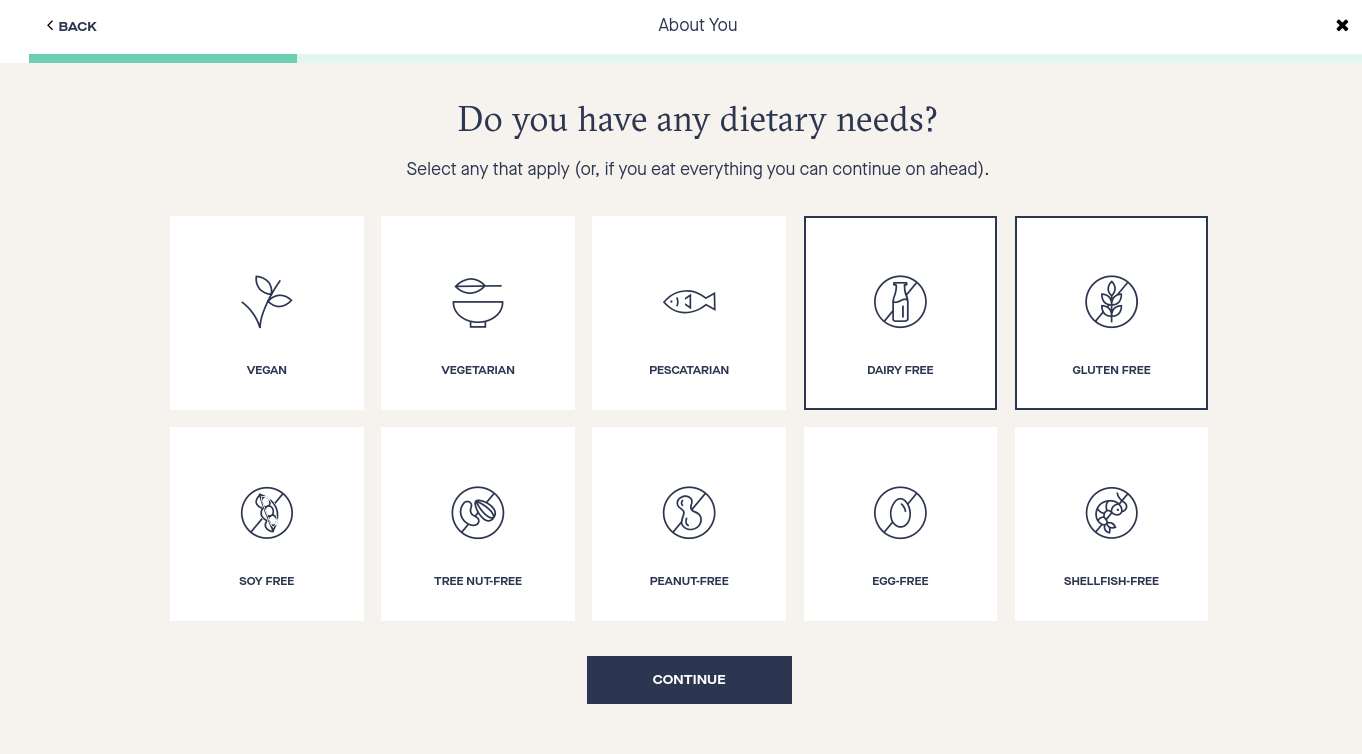 BACK
About You
Do you have any dietary needs?
Select any that apply (or, if you eat everything you can continue on ahead).
VEGAN
VEGETARIAN
PESCATARIAN
DAIRY FREE
GLUTEN FREE
SOY FREE
TREE NUT-FREE
PEANUT-FREE
EGG-FREE
SHELLFISH-FREE
CONTINUE